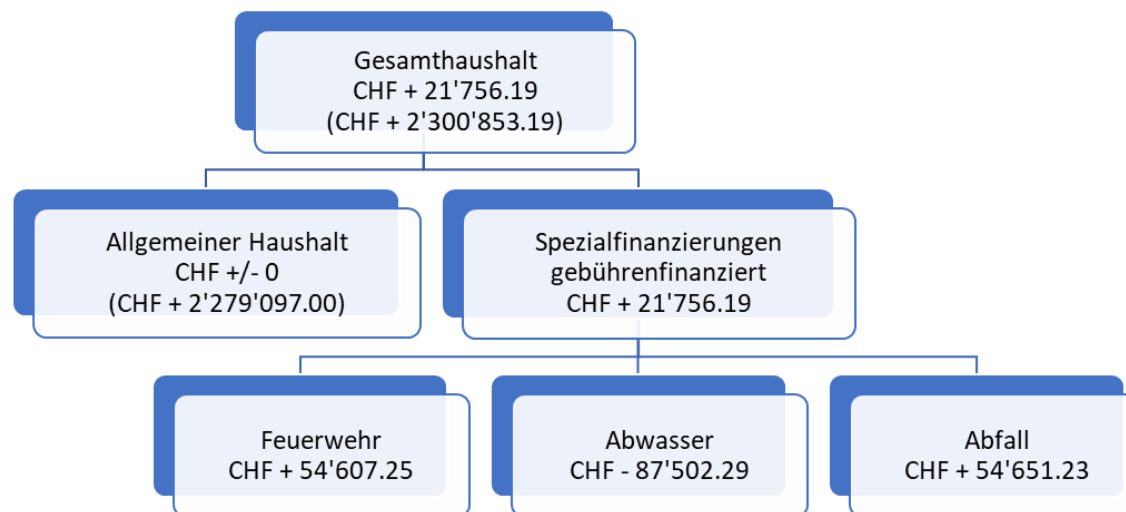 Gesamthaushalt
CHF + 21'756.19
(CHF + 2'300'853.19)
Allgemeiner Haushalt
CHF +/- 0
(CHF + 2'279'097.00)
Spezialfinanzierungen
gebührenfinanziert
CHF + 21'756.19
Feuerwehr
CHF + 54'607.25
Abwasser
CHF - 87'502.29
Abfall
CHF + 54'651.23